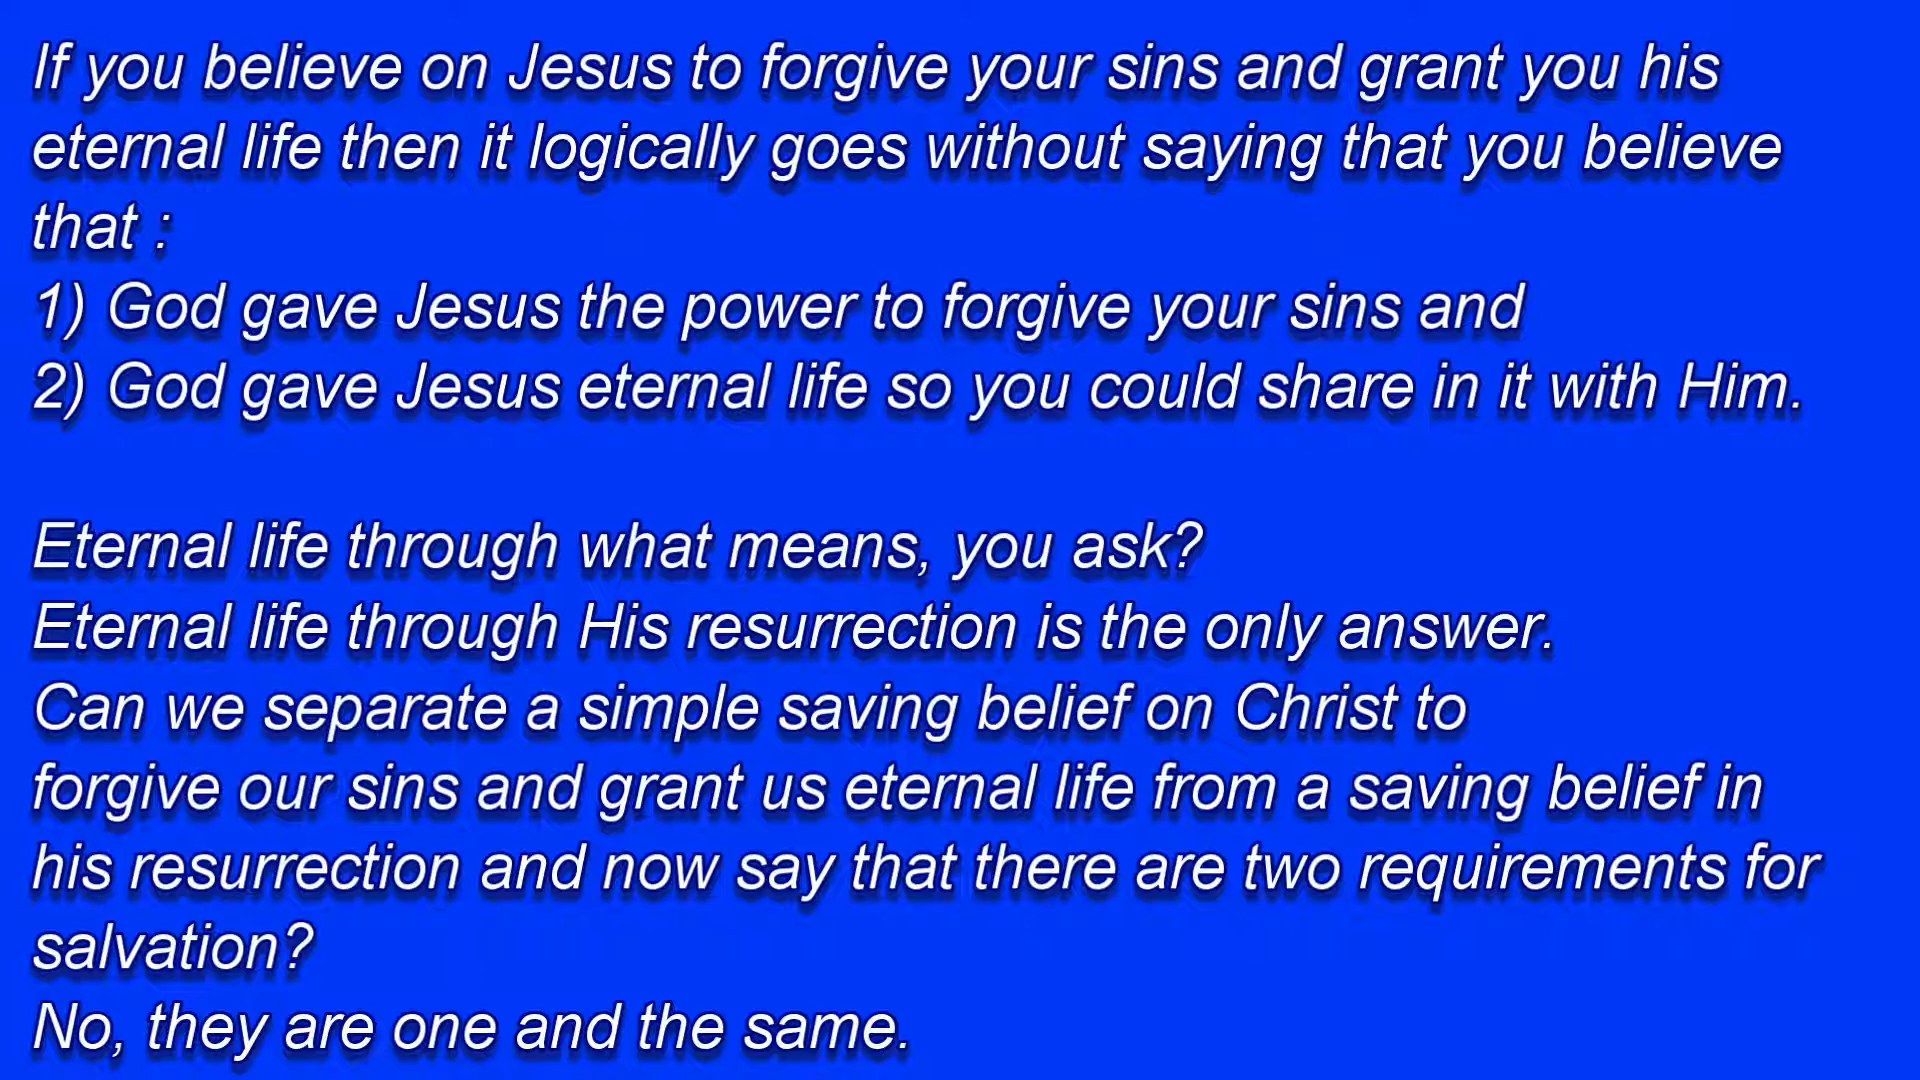 If you believe on Jesus to forgive your sins and grant you his
eternal life then it logically goes without saying that you believe
that :
1) God gave Jesus the power to forgive your sins and
2) God gave Jesus eternal life so you could share in it with Him.
Eternal life through what means, you ask?
Eternal life through His resurrection is the only answer.
Can we separate a simple saving belief on Christ to
forgive our sins and grant us eternal life from a saving belief in
his resurrection and now say that there are two requirements for
salvation?
No, they are one and the same.